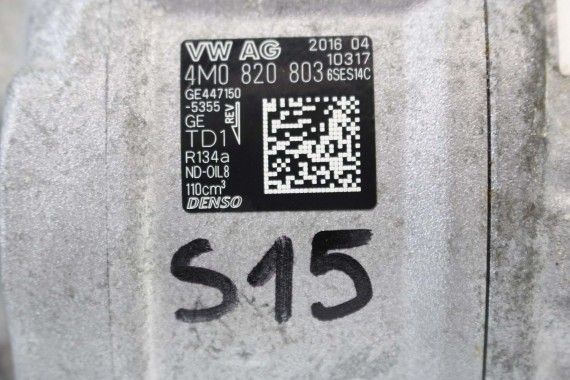 VW AG 2016 04
10317
4M0 820 803 6SES14C
GE447150
-5355 REV
GE
TD1
R134a
ND-OIL8
110cm³
DENSO
S15